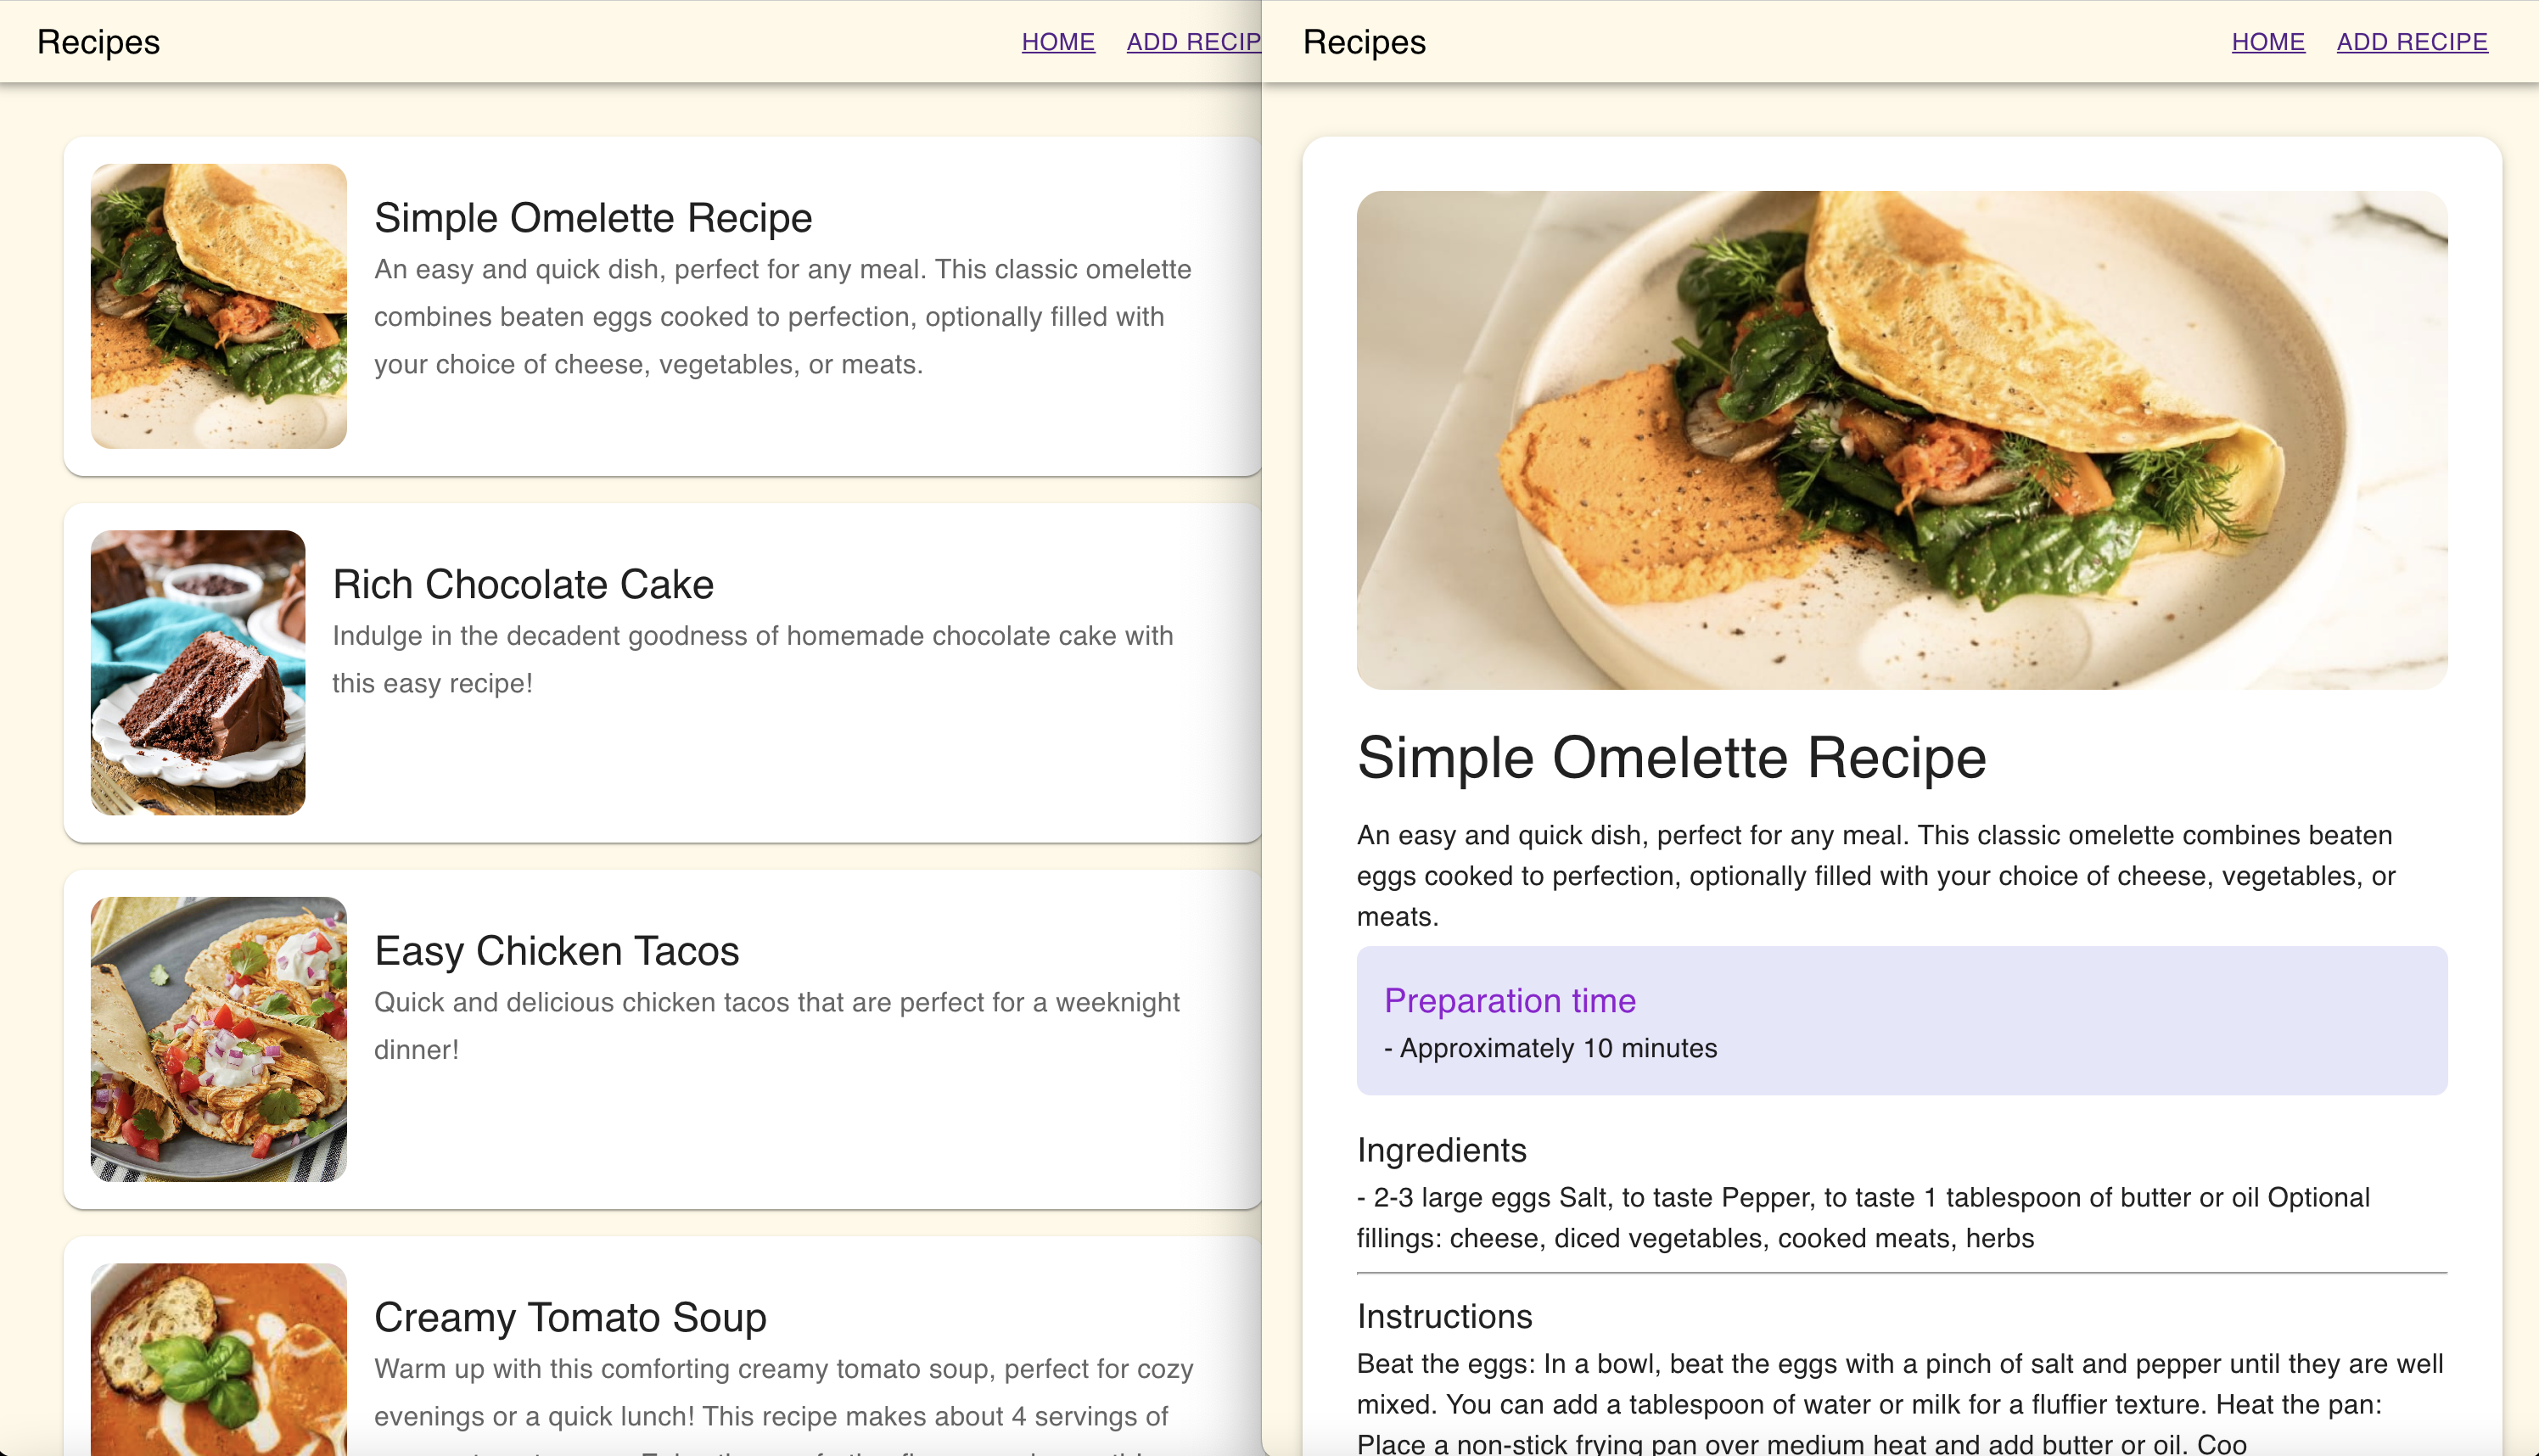 Recipes
HOME ADD RECIP
Simple Omelette Recipe
An easy and quick dish, perfect for any meal. This classic omelette
combines beaten eggs cooked to perfection, optionally filled with
your choice of cheese, vegetables, or meats.
Rich Chocolate Cake
Indulge in the decadent goodness of homemade chocolate cake with
this easy recipe!
Easy Chicken Tacos
Quick and delicious chicken tacos that are perfect for a weeknight
dinner!
Creamy Tomato Soup
Warm up with this comforting creamy tomato soup, perfect for cozy
evenings or a quick lunch! This recipe makes about 4 servings of
Recipes
HOME ADD RECIPE
Simple Omelette Recipe
An easy and quick dish, perfect for any meal. This classic omelette combines beaten
eggs cooked to perfection, optionally filled with your choice of cheese, vegetables, or
meats.
Preparation time
- Approximately 10 minutes
Ingredients
- 2-3 large eggs Salt, to taste Pepper, to taste 1 tablespoon of butter or oil Optional
fillings: cheese, diced vegetables, cooked meats, herbs
Instructions
Beat the eggs: In a bowl, beat the eggs with a pinch of salt and pepper until they are well
mixed. You can add a tablespoon of water or milk for a fluffier texture. Heat the pan:
Place a non-stick frying pan over medium heat and add butter or oil. Coo